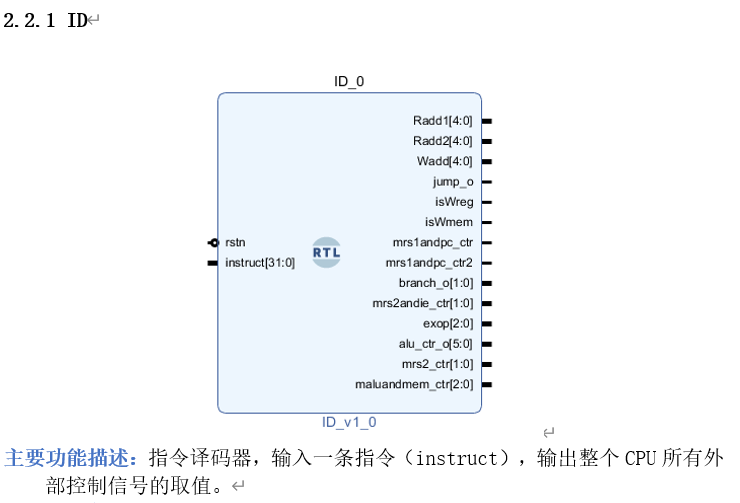 2.2.1 ID
ID_0
Radd1[4:0]
Radd2[4:0]
Wadd[4:0]
jump_o
isWreg
isWmem
rstn
mrs1andpc_ctr
RTL
instruct[31:0]
mrs1andpc_ctr2
branch_o[1:0]
mrs2andie_ctr[1:0]
exop[2:0]
alu_ctr_o[5:0]
mrs2_ctr[1:0]
maluandmem_ctr[2:0]
ID_v1_0
主要功能描述：指令译码器，输入一条指令（instruct），输出整个 CPU 所有外
部控制信号的取值。